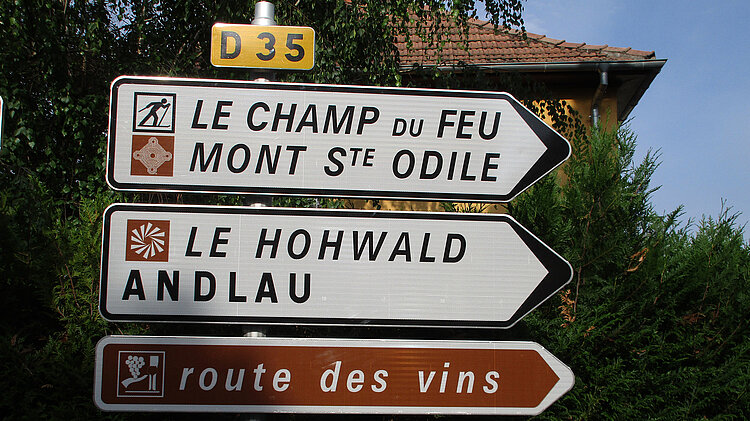 D 35
LE CHAMP DU FEU
MONT STE ODILE
LE HOHWALD
ANDLAU
route des vins